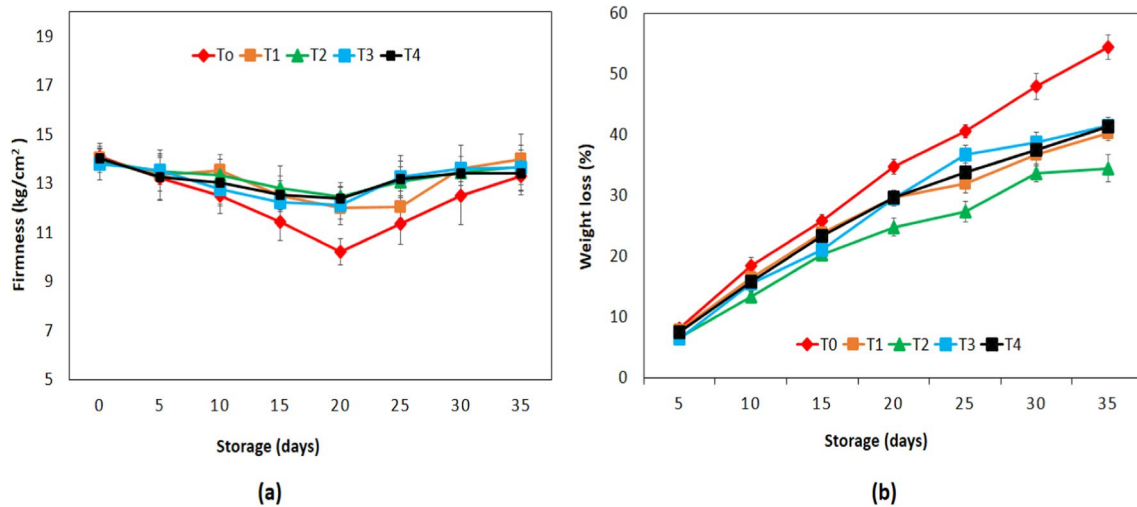 19
17
15
13
11
9
7
5
Firmness (kg/cm²)
To T1 T2 T3 T4
0 5 10 15 20 25 30 35
Storage (days)
(a)
60
50
40
30
20
10
0
Weight loss (%)
T0 T1 T2 T3 T4
5 10 15 20 25 30 35
Storage (days)
(b)